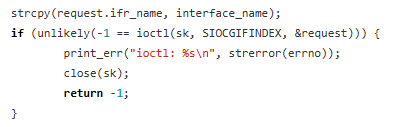 strcpy(request.ifr_name, interface_name);
if (unlikely(-1 == ioctl(sk, SIOCGIFINDEX, &request))) {
        print_err("ioctl: %s\n", strerror(errno));
        close(sk);
        return -1;
}